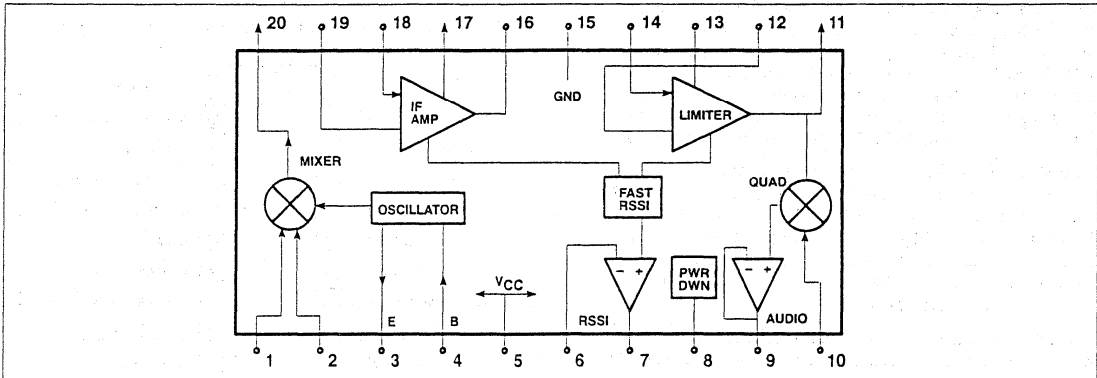 20 19 18 17 16 15 14 13 12 11
IF
AMP
GND
LIMITER
MIXER
QUAD
FAST
RSSI
OSCILLATOR
- +
PWR
DWN
- +
VCC
E B RSSI AUDIO
1 2 3 4 5 6 7 8 9 10